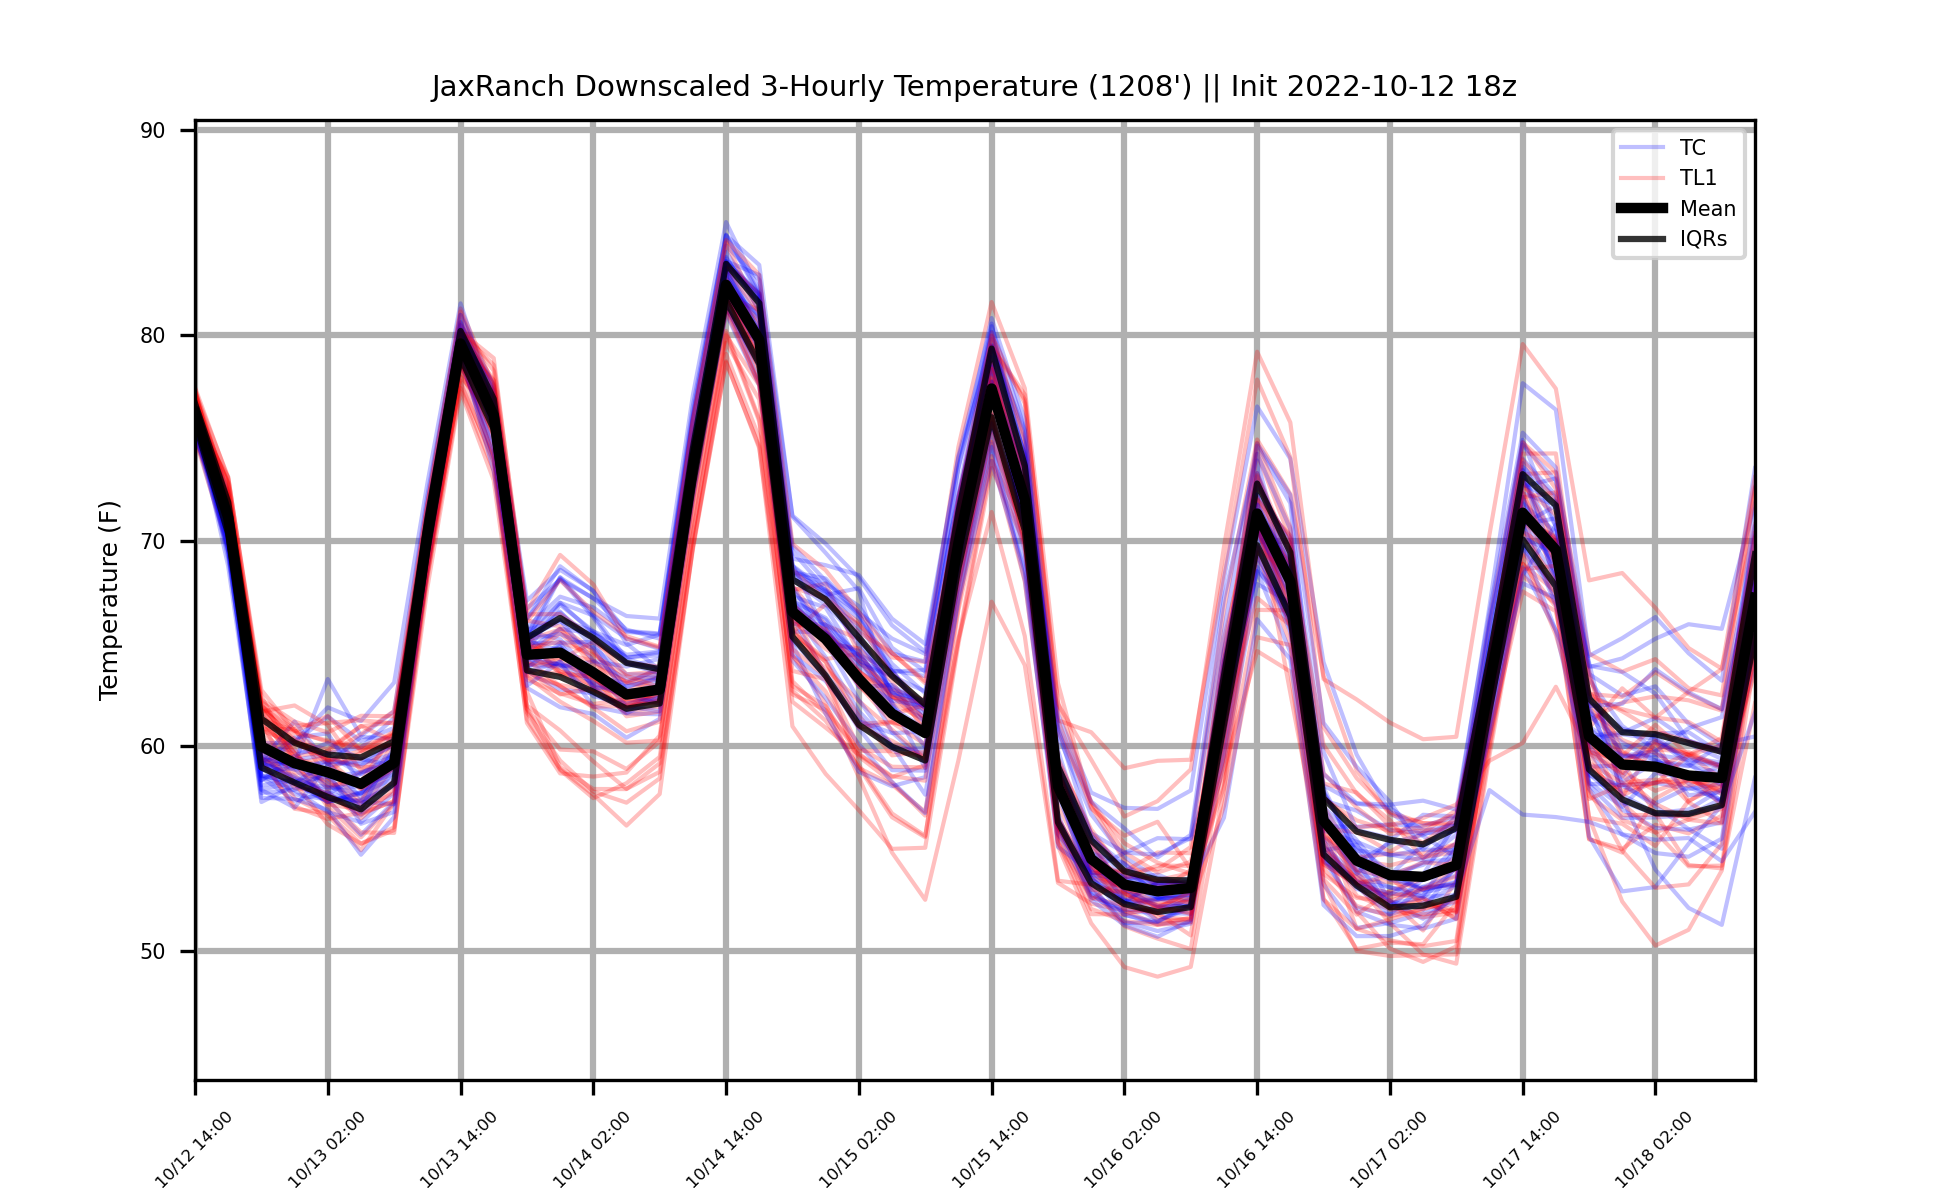 JaxRanch Downscaled 3-Hourly Temperature (1208') || Init 2022-10-12 18z
TC
TL1
Mean
IQRs
Temperature (F)
90
80
70
60
50
10/12 14:00
10/13 02:00
10/13 14:00
10/14 02:00
10/14 14:00
10/15 02:00
10/15 14:00
10/16 02:00
10/16 14:00
10/17 02:00
10/17 14:00
10/18 02:00